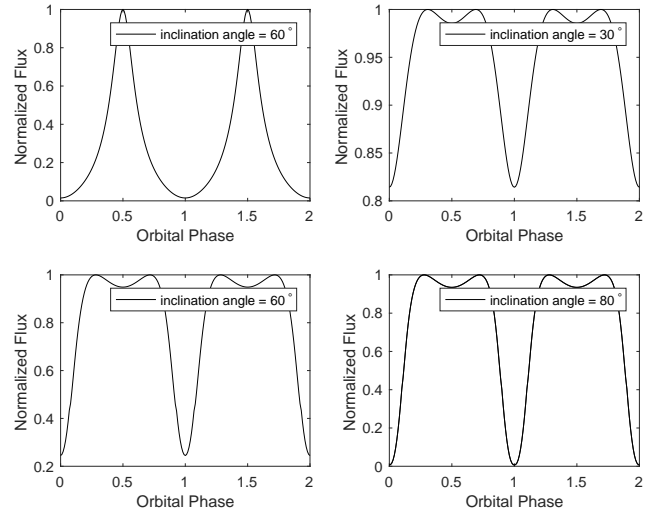 1
0.8
0.6
0.4
0.2
0
Normalized Flux
inclination angle = 60 °
0 0.5 1 1.5 2
Orbital Phase
1
0.95
0.9
0.85
0.8
Normalized Flux
inclination angle = 30 °
0 0.5 1 1.5 2
Orbital Phase
1
0.8
0.6
0.4
0.2
Normalized Flux
inclination angle = 60 °
0 0.5 1 1.5 2
Orbital Phase
1
0.8
0.6
0.4
0.2
0
Normalized Flux
inclination angle = 80 °
0 0.5 1 1.5 2
Orbital Phase